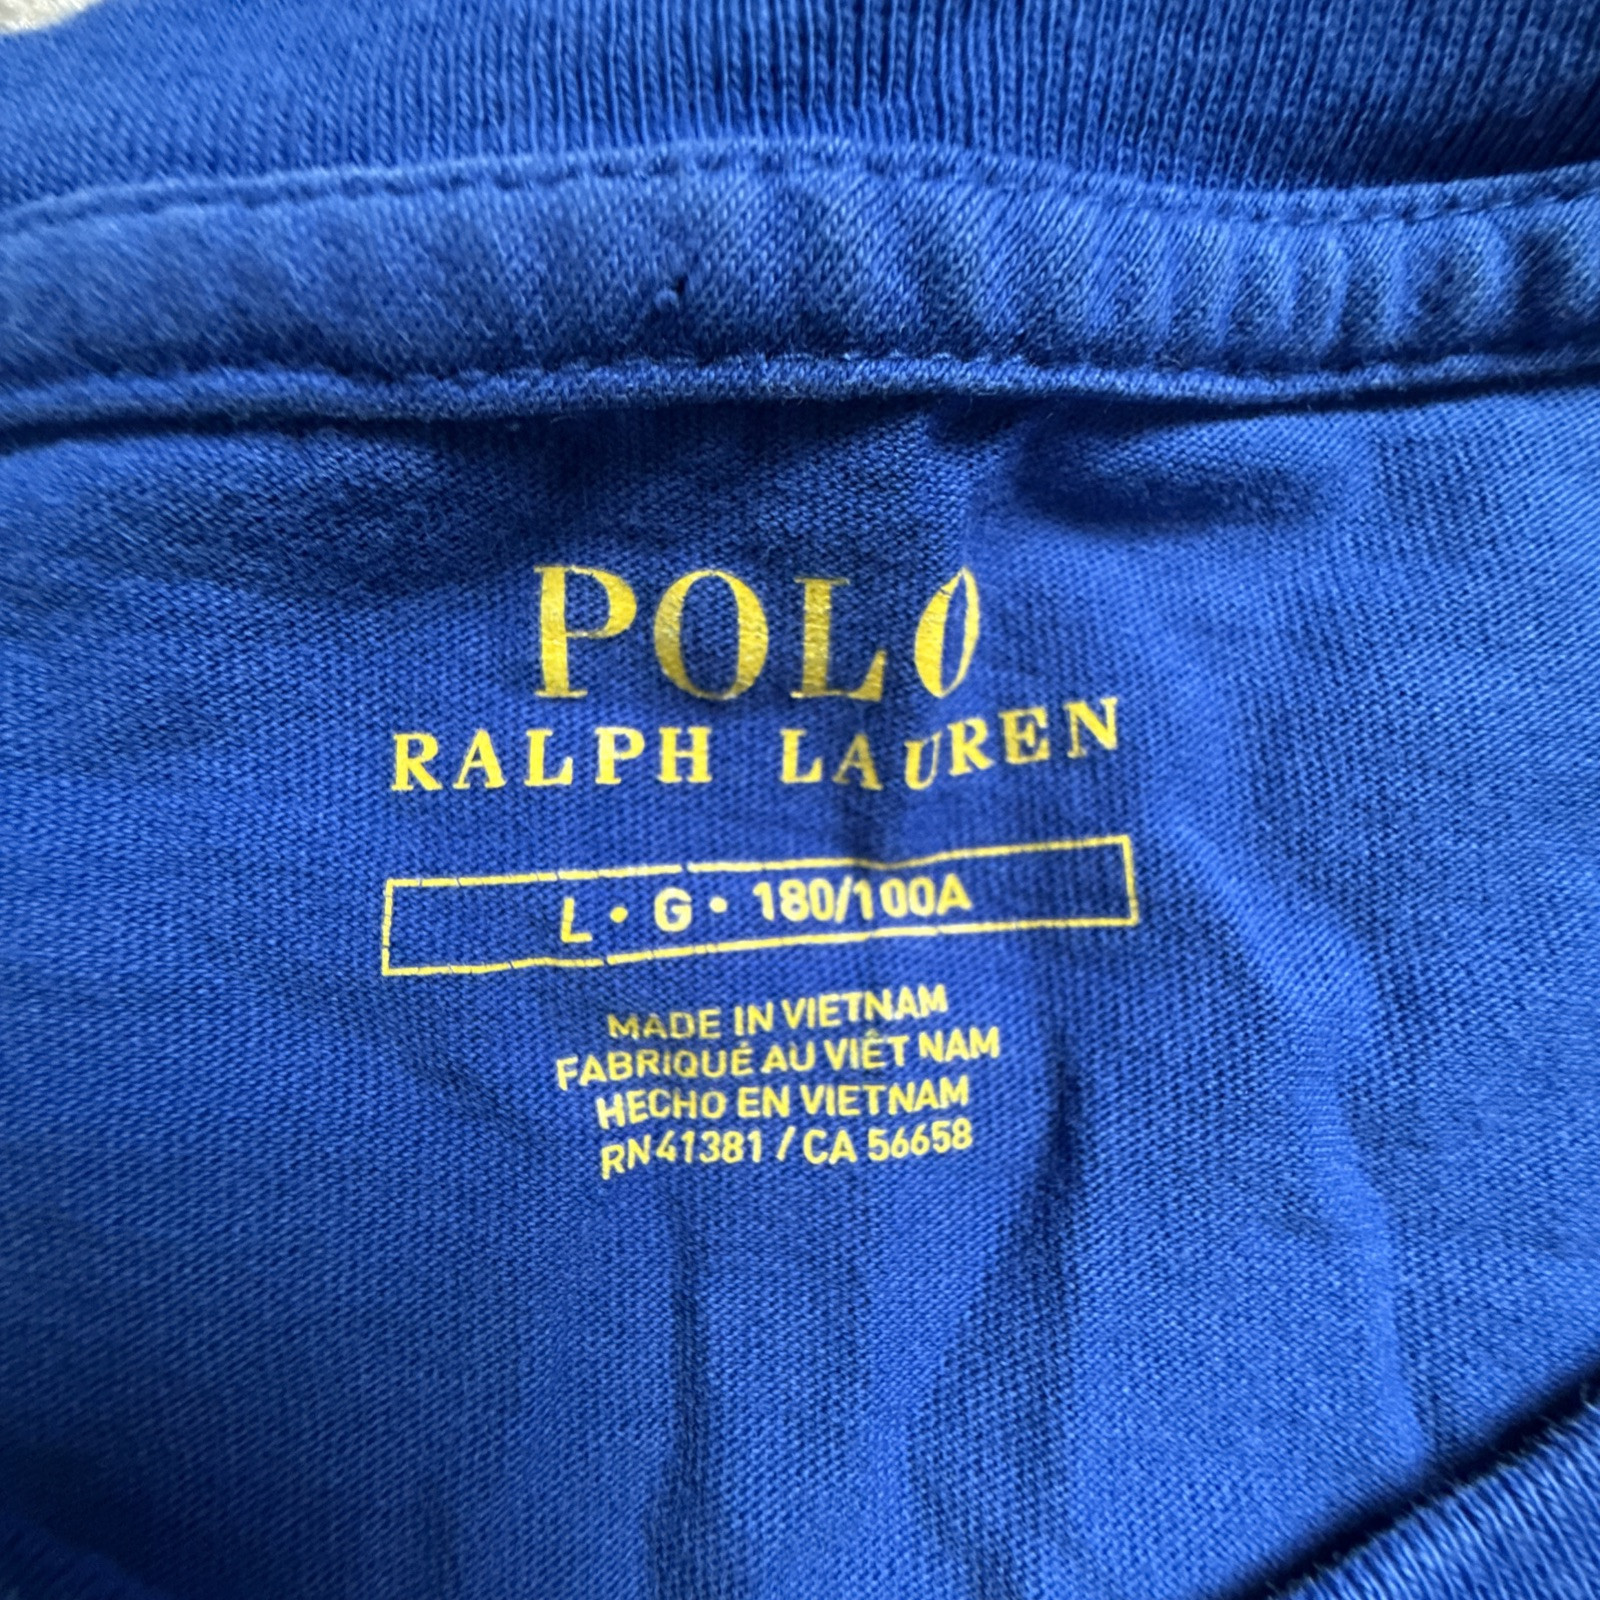 POLO
RALPH LAUREN
L • G • 180/100A
MADE IN VIETNAM
FABRIQUÉ AU VIÊT NAM
HECHO EN VIETNAM
RN 41381 / CA 56658